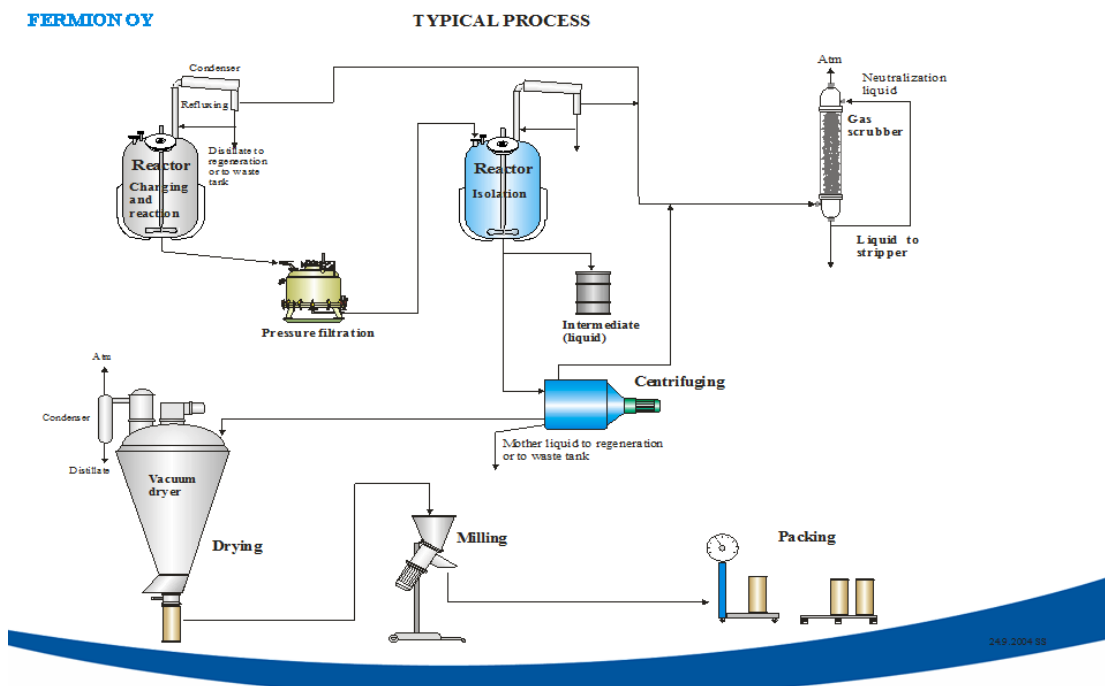 FERMION OY
TYPICAL PROCESS
Condenser
Refluxing
Distillate to
regeneration
or to waste
tank
Reactor
Changing
and
reaction
Reactor
Isolation
Atm
Neutralization
liquid
Gas
scrubber
Liquid to
stripper
Pressure filtration
Intermediate
(liquid)
Centrifuging
Mother liquid to regeneration
or to waste tank
Atm
Condenser
Distillate
Vacuum
dryer
Drying
Milling
Packing
24.9.2004 SS